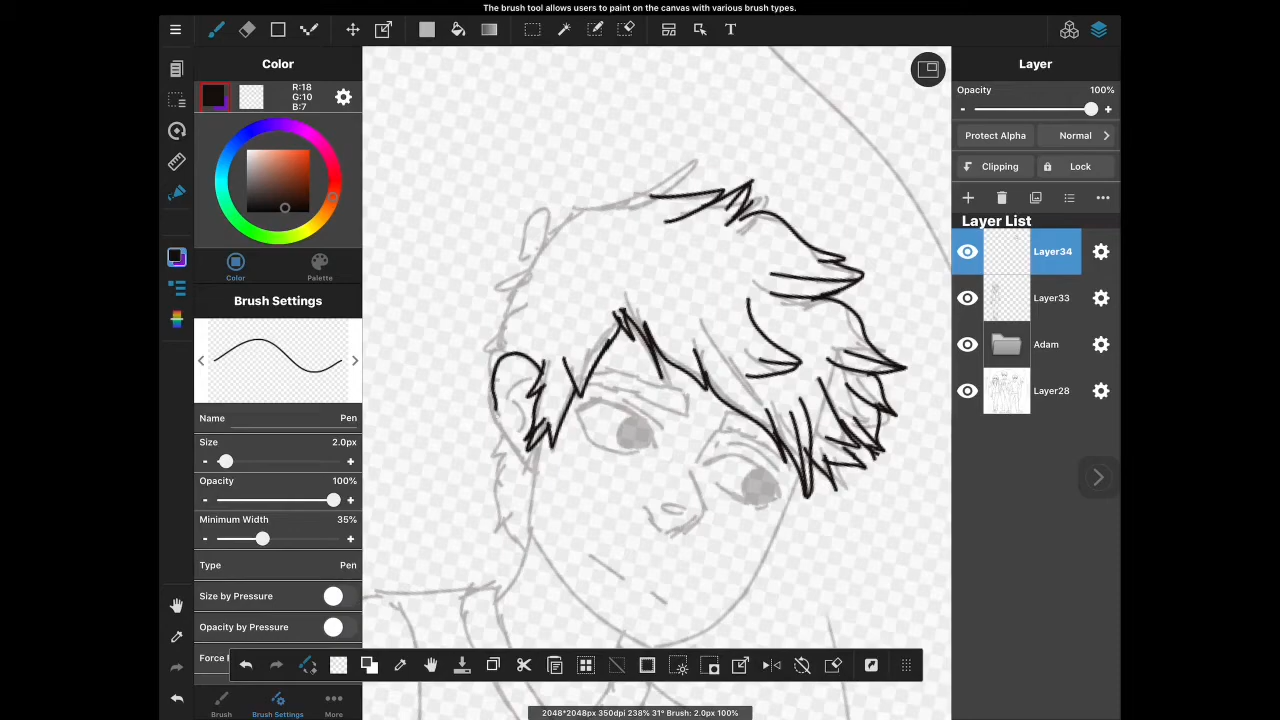 The brush tool allows users to paint on the canvas with various brush types.
T
Color
Layer
R:18
G:10
B:7
Opacity 100%
- +
Protect Alpha Normal
Clipping Lock
Layer List
Layer34
Color Palette
Brush Settings
Layer33
Adam
Layer28
Name Pen
Size 2.0px
- +
Opacity 100%
- +
Minimum Width 35%
- +
Type Pen
Size by Pressure
Opacity by Pressure
Force
Brush Brush Settings More
2048*2048px 350dpi 238% 31° Brush: 2.0px 100%